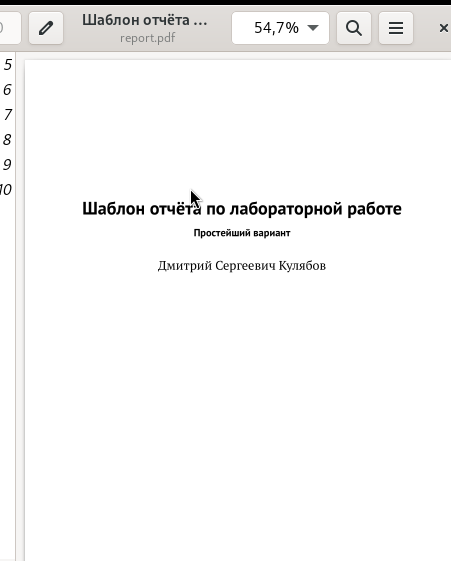 Шаблон отчёта ...
report.pdf
54,7%
5
6
7
8
9
10
Шаблон отчёта по лабораторной работе
Простейший вариант
Дмитрий Сергеевич Кулябов